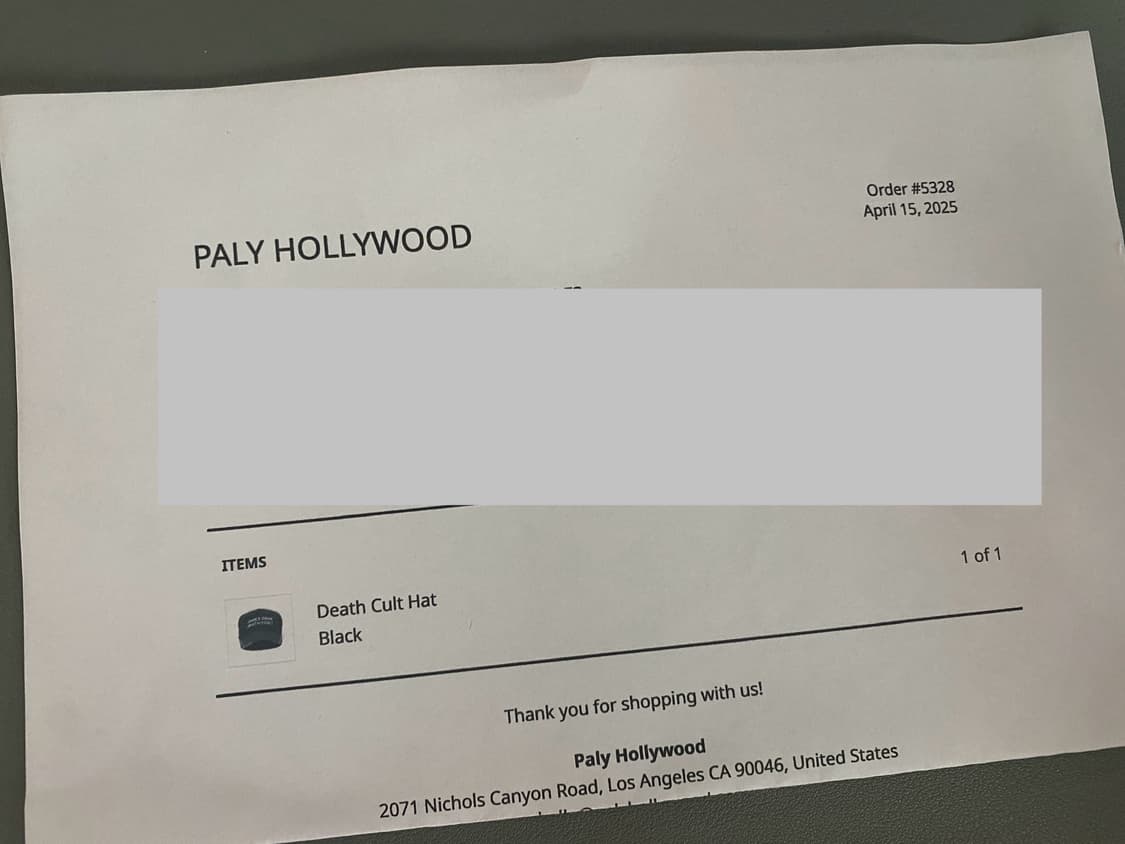 Order #5328
April 15, 2025
PALY HOLLYWOOD
ITEMS
1 of 1
Death Cult Hat
Black
Thank you for shopping with us!
Paly Hollywood
2071 Nichols Canyon Road, Los Angeles CA 90046, United States